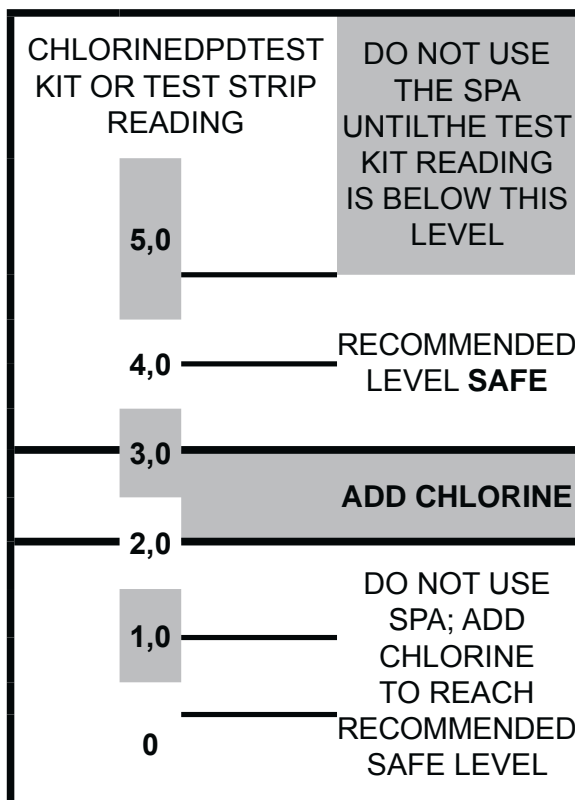 CHLORINEDPDTEST
KIT OR TEST STRIP
READING
DO NOT USE
THE SPA
UNTILTHE TEST
KIT READING
IS BELOW THIS
LEVEL
5,0
4,0
RECOMMENDED
LEVEL SAFE
3,0
ADD CHLORINE
2,0
DO NOT USE
SPA; ADD
CHLORINE
TO REACH
RECOMMENDED
SAFE LEVEL
1,0
0